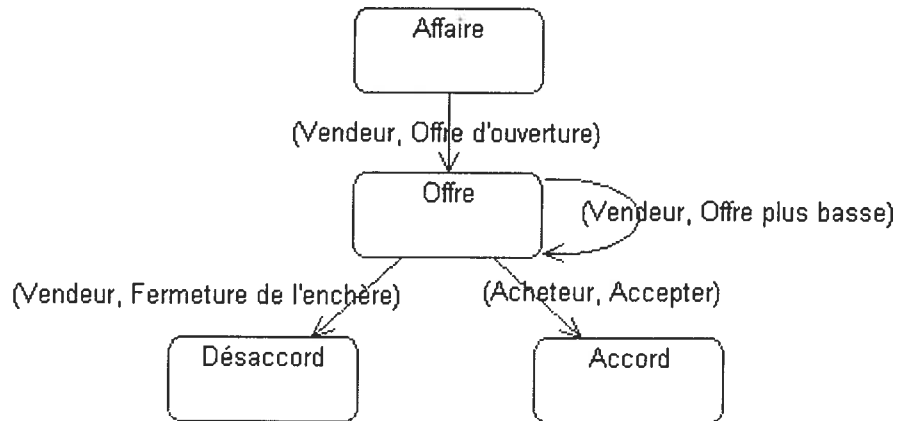 Affaire
(Vendeur, Offre d'ouverture)
Offre
(Vendeur, Offre plus basse)
(Vendeur, Fermeture de l'enchère)
(Acheteur, Accepter)
Désaccord
Accord